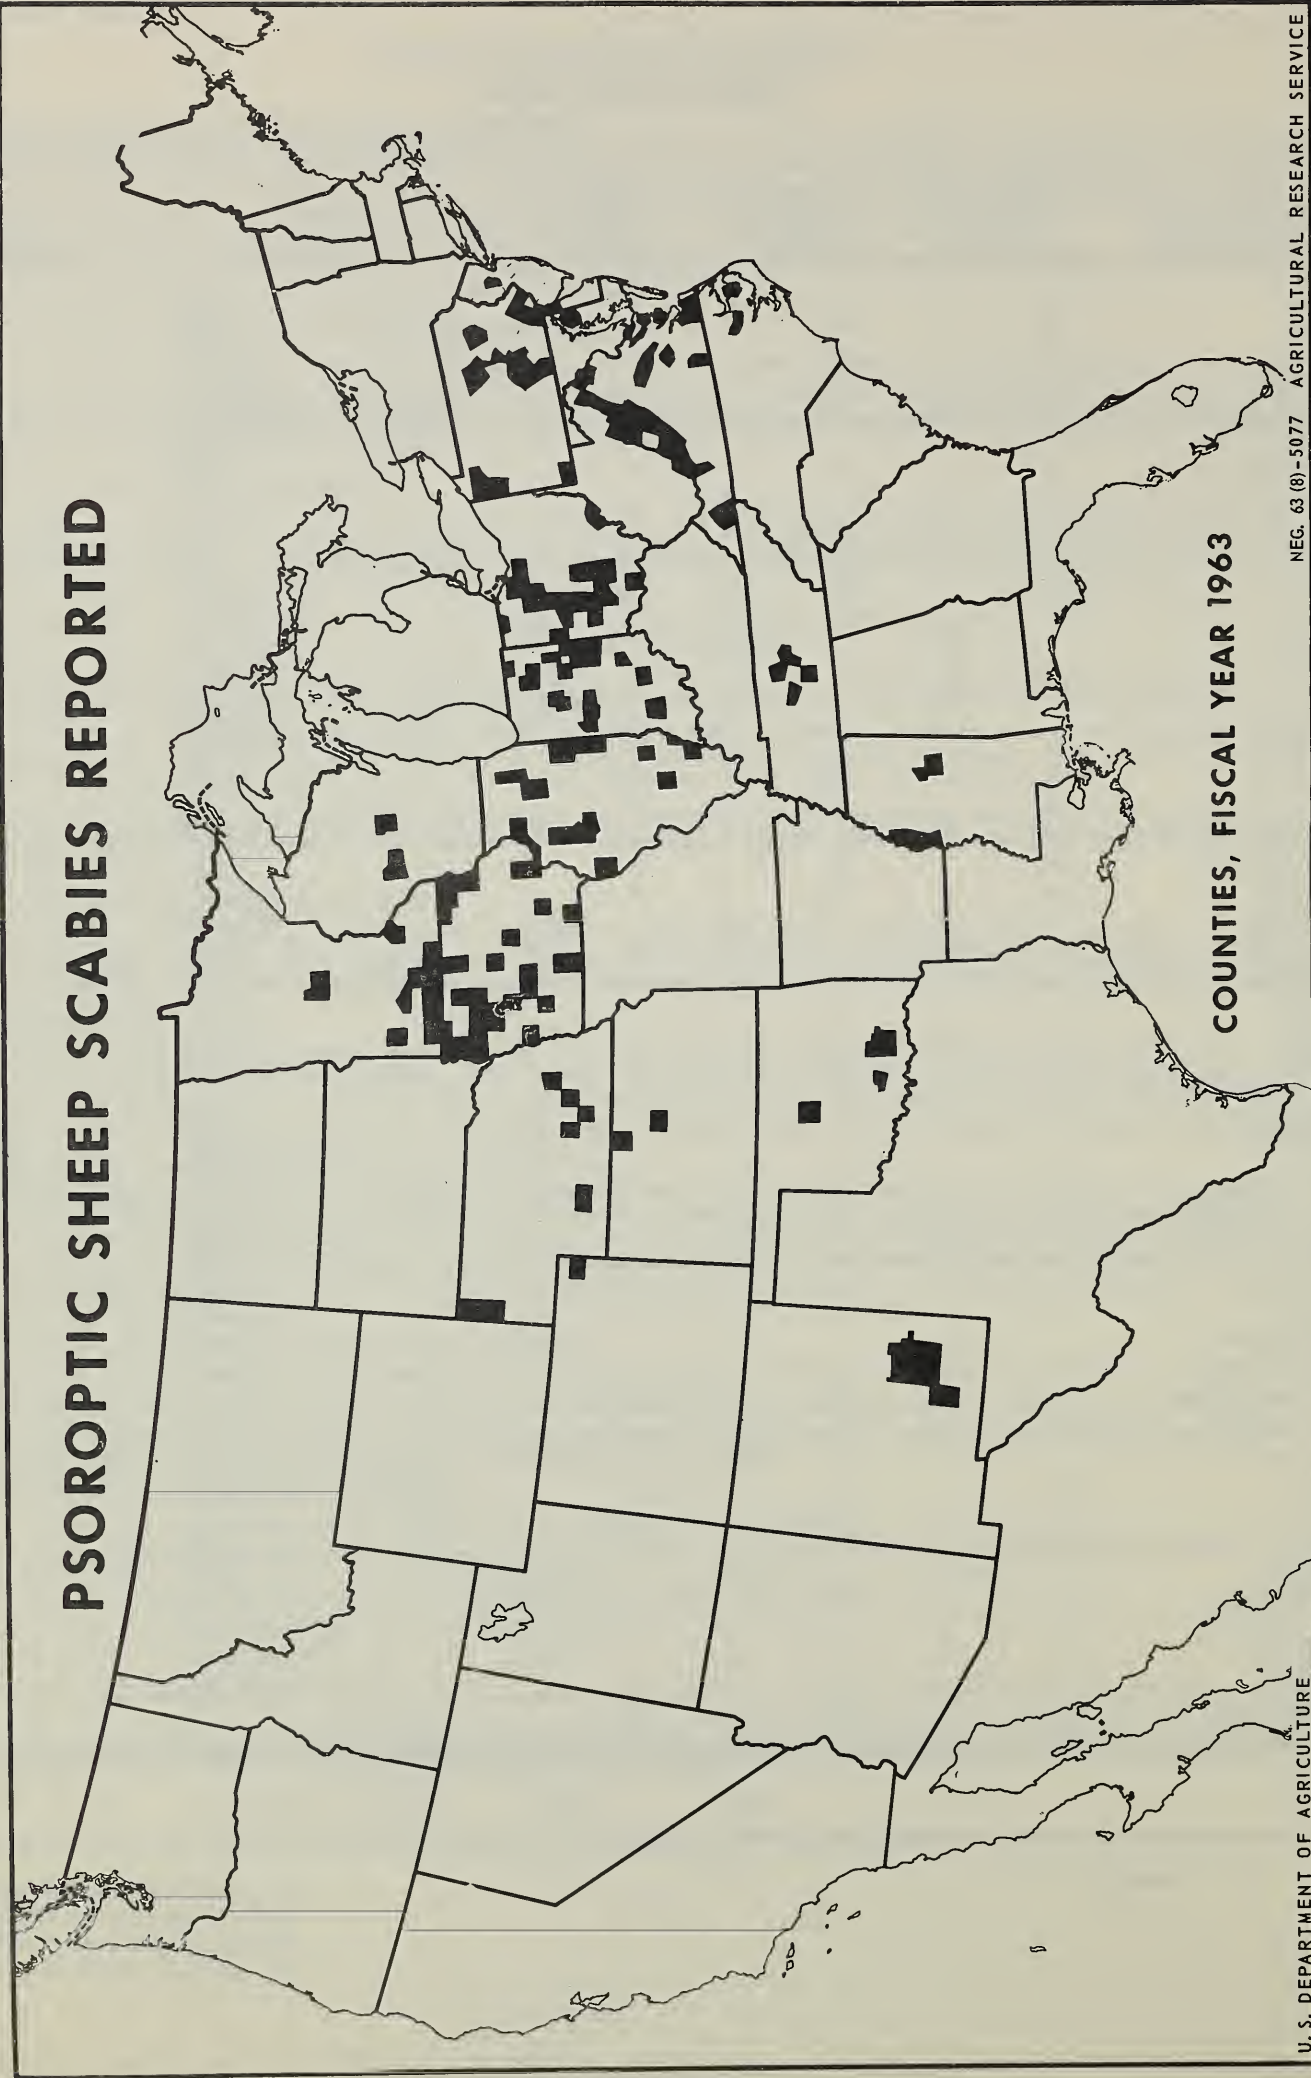 PSOROPTIC SHEEP SCABIES REPORTED
COUNTIES, FISCAL YEAR 1963
U.S. DEPARTMENT OF AGRICULTURE
NEG. 63 (8)-5077 AGRICULTURAL RESEARCH SERVICE